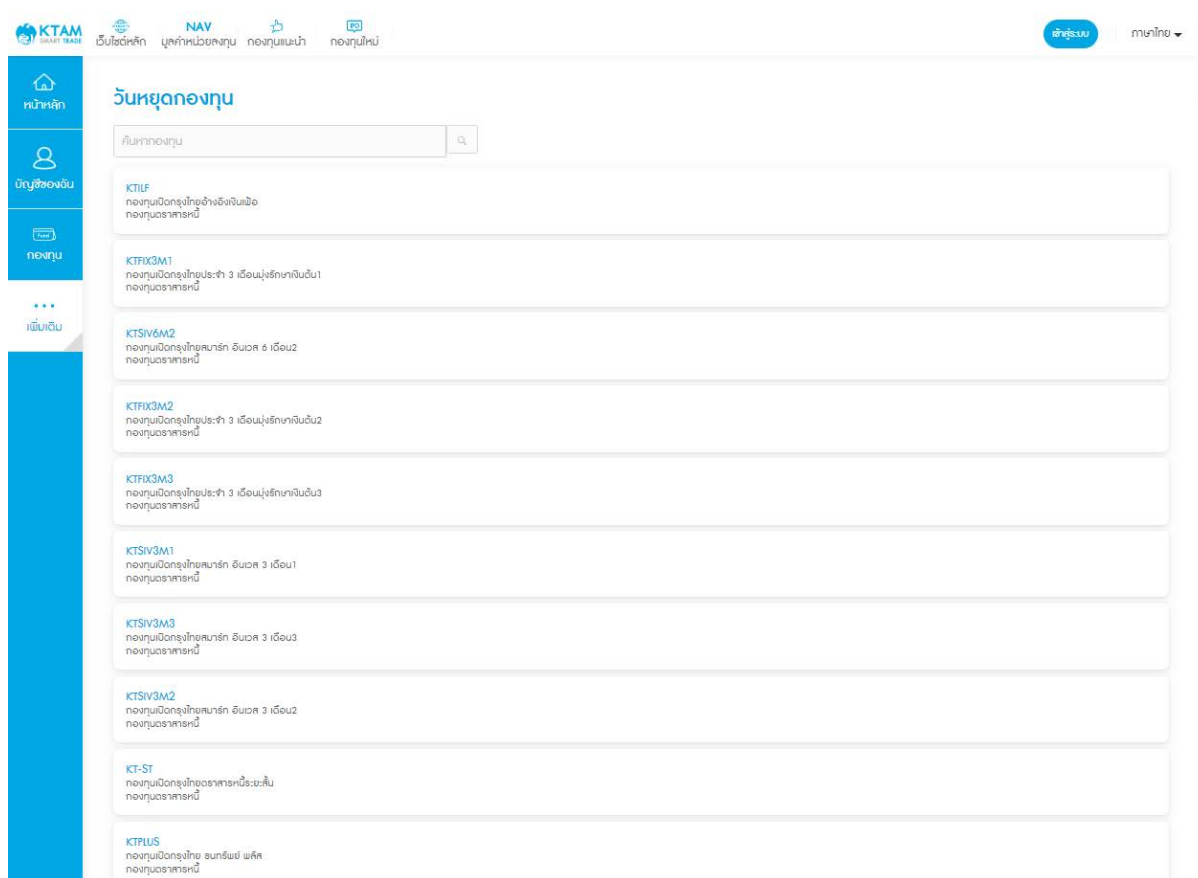 KTAM
SMART TRADE
เว็บไซต์หลัก
NAV
มูลค่าหน่วยลงทุน
กองทุนแนะนำ
IPO
กองทุนใหม่
เข้าสู่ระบบ
ภาษาไทย
หน้าหลัก
บัญชีของฉัน
Fund
กองทุน
เพิ่มเติม
วันหยุดกองทุน
ค้นหากองทุน
KTILF
กองทุนเปิดกรุงไทยอ้างอิงเงินเฟ้อ
กองทุนตราสารหนี้
KTFIX3M1
กองทุนเปิดกรุงไทยประจำ 3 เดือนมุ่งรักษาเงินต้น1
กองทุนตราสารหนี้
KTSIV6M2
กองทุนเปิดกรุงไทยสมาร์ท อินเวส 6 เดือน2
กองทุนตราสารหนี้
KTFIX3M2
กองทุนเปิดกรุงไทยประจำ 3 เดือนมุ่งรักษาเงินต้น2
กองทุนตราสารหนี้
KTFIX3M3
กองทุนเปิดกรุงไทยประจำ 3 เดือนมุ่งรักษาเงินต้น3
กองทุนตราสารหนี้
KTSIV3M1
กองทุนเปิดกรุงไทยสมาร์ท อินเวส 3 เดือน1
กองทุนตราสารหนี้
KTSIV3M3
กองทุนเปิดกรุงไทยสมาร์ท อินเวส 3 เดือน3
กองทุนตราสารหนี้
KTSIV3M2
กองทุนเปิดกรุงไทยสมาร์ท อินเวส 3 เดือน2
กองทุนตราสารหนี้
KT-ST
กองทุนเปิดกรุงไทยตราสารหนี้ระยะสั้น
กองทุนตราสารหนี้
KTPLUS
กองทุนเปิดกรุงไทย ธนทรัพย์ พลัส
กองทุนตราสารหนี้